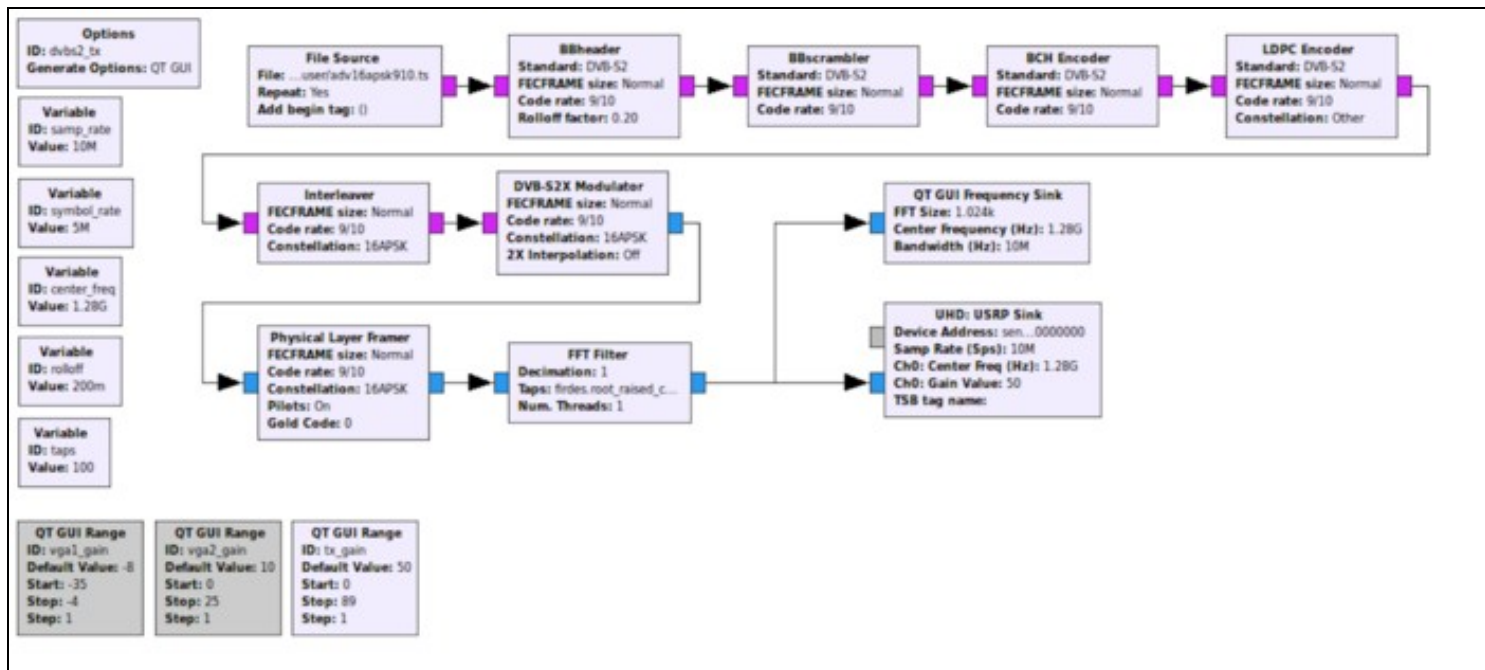 Options
ID: dvbs2_tx
Generate Options: QT GUI
Variable
ID: samp_rate
Value: 10M
Variable
ID: symbol_rate
Value: 5M
Variable
ID: center_freq
Value: 1.28G
Variable
ID: rolloff
Value: 200m
Variable
ID: taps
Value: 100
File Source
File: ...user/adv16apsk910.ts
Repeat: Yes
Add begin tag: ()
BBheader
Standard: DVB-S2
FECFRAME size: Normal
Code rate: 9/10
Rolloff factor: 0.20
BBscrambler
Standard: DVB-S2
FECFRAME size: Normal
Code rate: 9/10
BCH Encoder
Standard: DVB-S2
FECFRAME size: Normal
Code rate: 9/10
LDPC Encoder
Standard: DVB-S2
FECFRAME size: Normal
Code rate: 9/10
Constellation: Other
Interleaver
FECFRAME size: Normal
Code rate: 9/10
Constellation: 16APSK
DVB-S2X Modulator
FECFRAME size: Normal
Code rate: 9/10
Constellation: 16APSK
2X Interpolation: Off
QT GUI Frequency Sink
FFT Size: 1.024k
Center Frequency (Hz): 1.28G
Bandwidth (Hz): 10M
Physical Layer Framer
FECFRAME size: Normal
Code rate: 9/10
Constellation: 16APSK
Pilots: On
Gold Code: 0
FFT Filter
Decimation: 1
Taps: firdes.root_raised_c...
Num. Threads: 1
UHD: USRP Sink
Device Address: sen...0000000
Samp Rate (Sps): 10M
Ch0: Center Freq (Hz): 1.28G
Ch0: Gain Value: 50
TSB tag name:
QT GUI Range
ID: vga1_gain
Default Value: -8
Start: -35
Stop: -4
Step: 1
QT GUI Range
ID: vga2_gain
Default Value: 10
Start: 0
Stop: 25
Step: 1
QT GUI Range
ID: tx_gain
Default Value: 50
Start: 0
Stop: 89
Step: 1